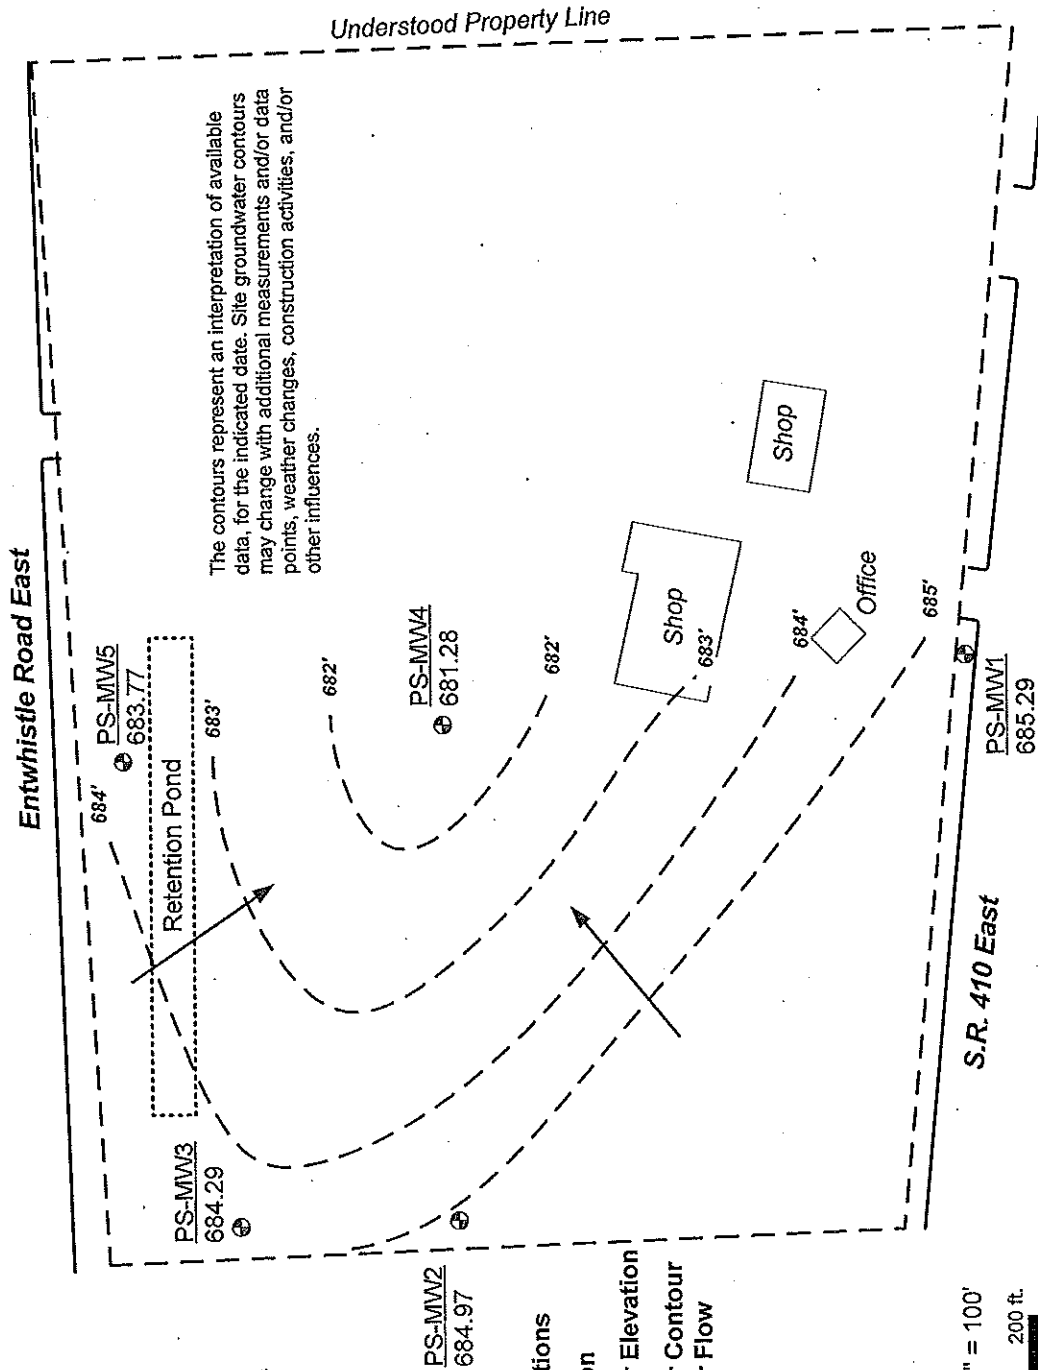 Understood Property Line
Entwhistle Road East
The contours represent an interpretation of available
data, for the indicated date. Site groundwater contours
may change with additional measurements and/or data
points, weather changes, construction activities, and/or
other influences.
PS-MW5
683.77
684'
Retention Pond
683'
682'
PS-MW4
681.28
682'
Shop
683'
Shop
684'
Office
685'
PS-MW1
685.29
S.R. 410 East
PS-MW3
684.29
PS-MW2
684.97
tions
on
r Elevation
r Contour
r Flow
" = 100'
200 ft.